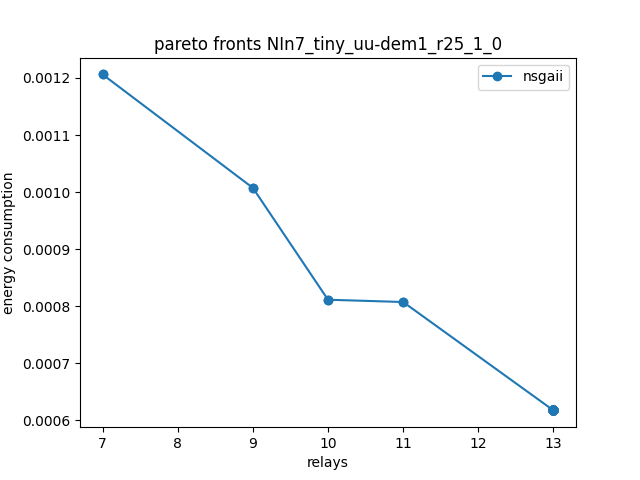 pareto fronts NIn7_tiny_uu-dem1_r25_1_0
nsgaii
energy consumption
0.0012
0.0011
0.0010
0.0009
0.0008
0.0007
0.0006
7 8 9 10 11 12 13
relays